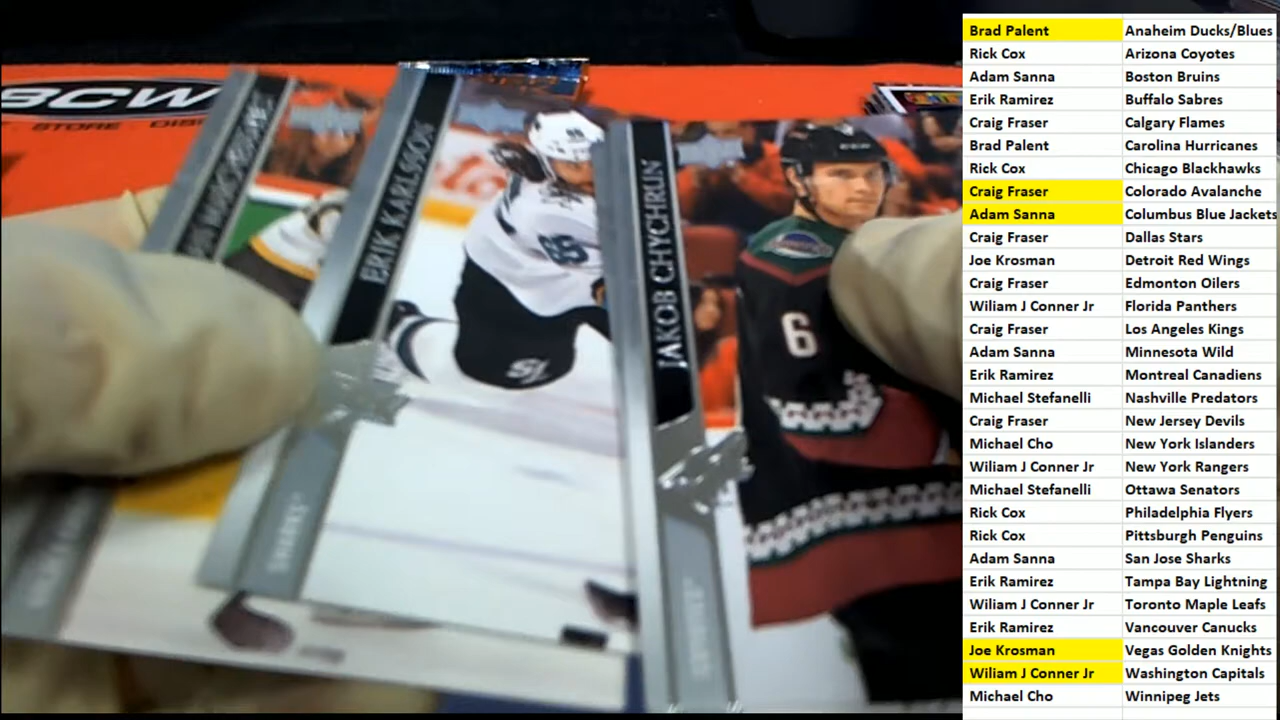 SCW
STORE
ERIK KARLSSON
SHARKS
JAKOB CHYCHRUN
6
Brad Palent Anaheim Ducks/Blues
Rick Cox Arizona Coyotes
Adam Sanna Boston Bruins
Erik Ramirez Buffalo Sabres
Craig Fraser Calgary Flames
Brad Palent Carolina Hurricanes
Rick Cox Chicago Blackhawks
Craig Fraser Colorado Avalanche
Adam Sanna Columbus Blue Jackets
Craig Fraser Dallas Stars
Joe Krosman Detroit Red Wings
Craig Fraser Edmonton Oilers
Wiliam J Conner Jr Florida Panthers
Craig Fraser Los Angeles Kings
Adam Sanna Minnesota Wild
Erik Ramirez Montreal Canadiens
Michael Stefanelli Nashville Predators
Craig Fraser New Jersey Devils
Michael Cho New York Islanders
Wiliam J Conner Jr New York Rangers
Michael Stefanelli Ottawa Senators
Rick Cox Philadelphia Flyers
Rick Cox Pittsburgh Penguins
Adam Sanna San Jose Sharks
Erik Ramirez Tampa Bay Lightning
Wiliam J Conner Jr Toronto Maple Leafs
Erik Ramirez Vancouver Canucks
Joe Krosman Vegas Golden Knights
Wiliam J Conner Jr Washington Capitals
Michael Cho Winnipeg Jets